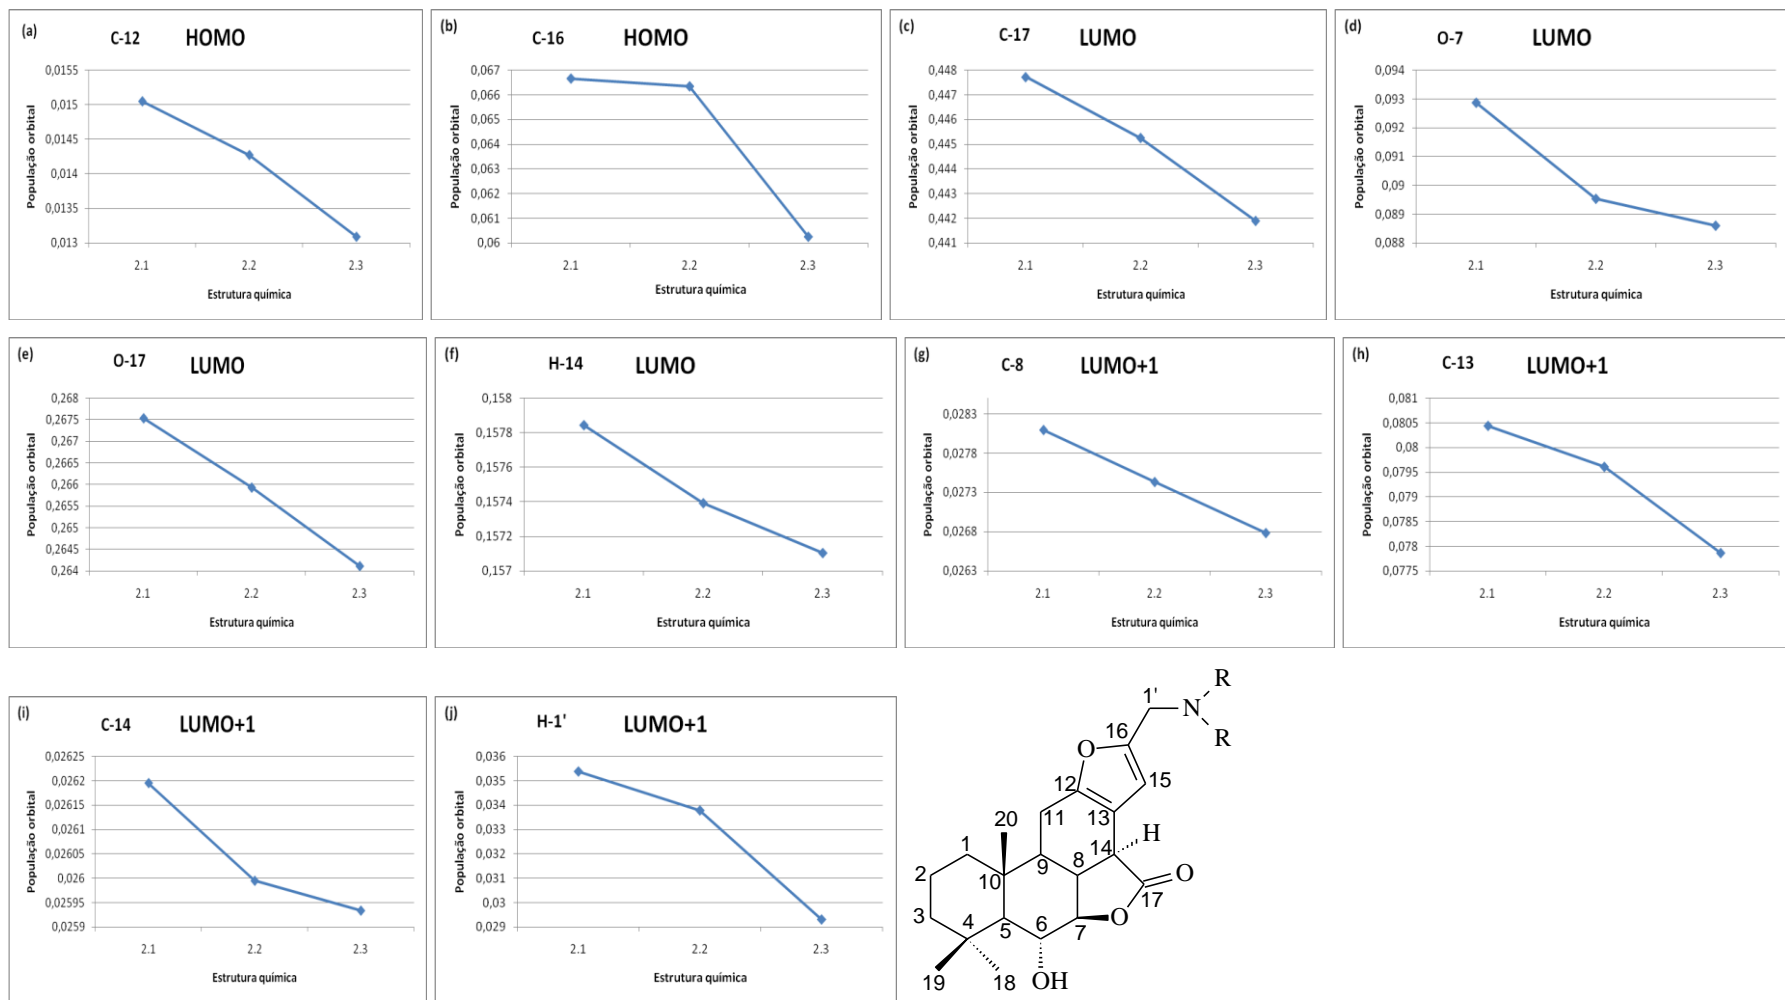 (a) C-12 HOMO
População orbital
0,0155
0,015
0,0145
0,014
0,0135
0,013
2.1 2.2 2.3
Estrutura química
(b) C-16 HOMO
População orbital
0,067
0,066
0,065
0,064
0,063
0,062
0,061
0,06
2.1 2.2 2.3
Estrutura química
(c) C-17 LUMO
População orbital
0,448
0,447
0,446
0,445
0,444
0,443
0,442
0,441
2.1 2.2 2.3
Estrutura química
(d) O-7 LUMO
População orbital
0,094
0,093
0,092
0,091
0,09
0,089
0,088
2.1 2.2 2.3
Estrutura química
(e) O-17 LUMO
População orbital
0,268
0,2675
0,267
0,2665
0,266
0,2655
0,265
0,2645
0,264
2.1 2.2 2.3
Estrutura química
(f) H-14 LUMO
População orbital
0,158
0,1578
0,1576
0,1574
0,1572
0,157
2.1 2.2 2.3
Estrutura química
(g) C-8 LUMO+1
População orbital
0,0283
0,0278
0,0273
0,0268
0,0263
2.1 2.2 2.3
Estrutura química
(h) C-13 LUMO+1
População orbital
0,081
0,0805
0,08
0,0795
0,079
0,0785
0,078
0,0775
2.1 2.2 2.3
Estrutura química
(i) C-14 LUMO+1
População orbital
0,02625
0,0262
0,02615
0,0261
0,02605
0,026
0,02595
0,0259
2.1 2.2 2.3
Estrutura química
(j) H-1' LUMO+1
População orbital
0,036
0,035
0,034
0,033
0,032
0,031
0,03
0,029
2.1 2.2 2.3
Estrutura química
R
1' N
R
16
O
12 15
11 13
20 H
1 14
8
9
2 10 O
17
3 O
4 5 6 7
19 18 OH